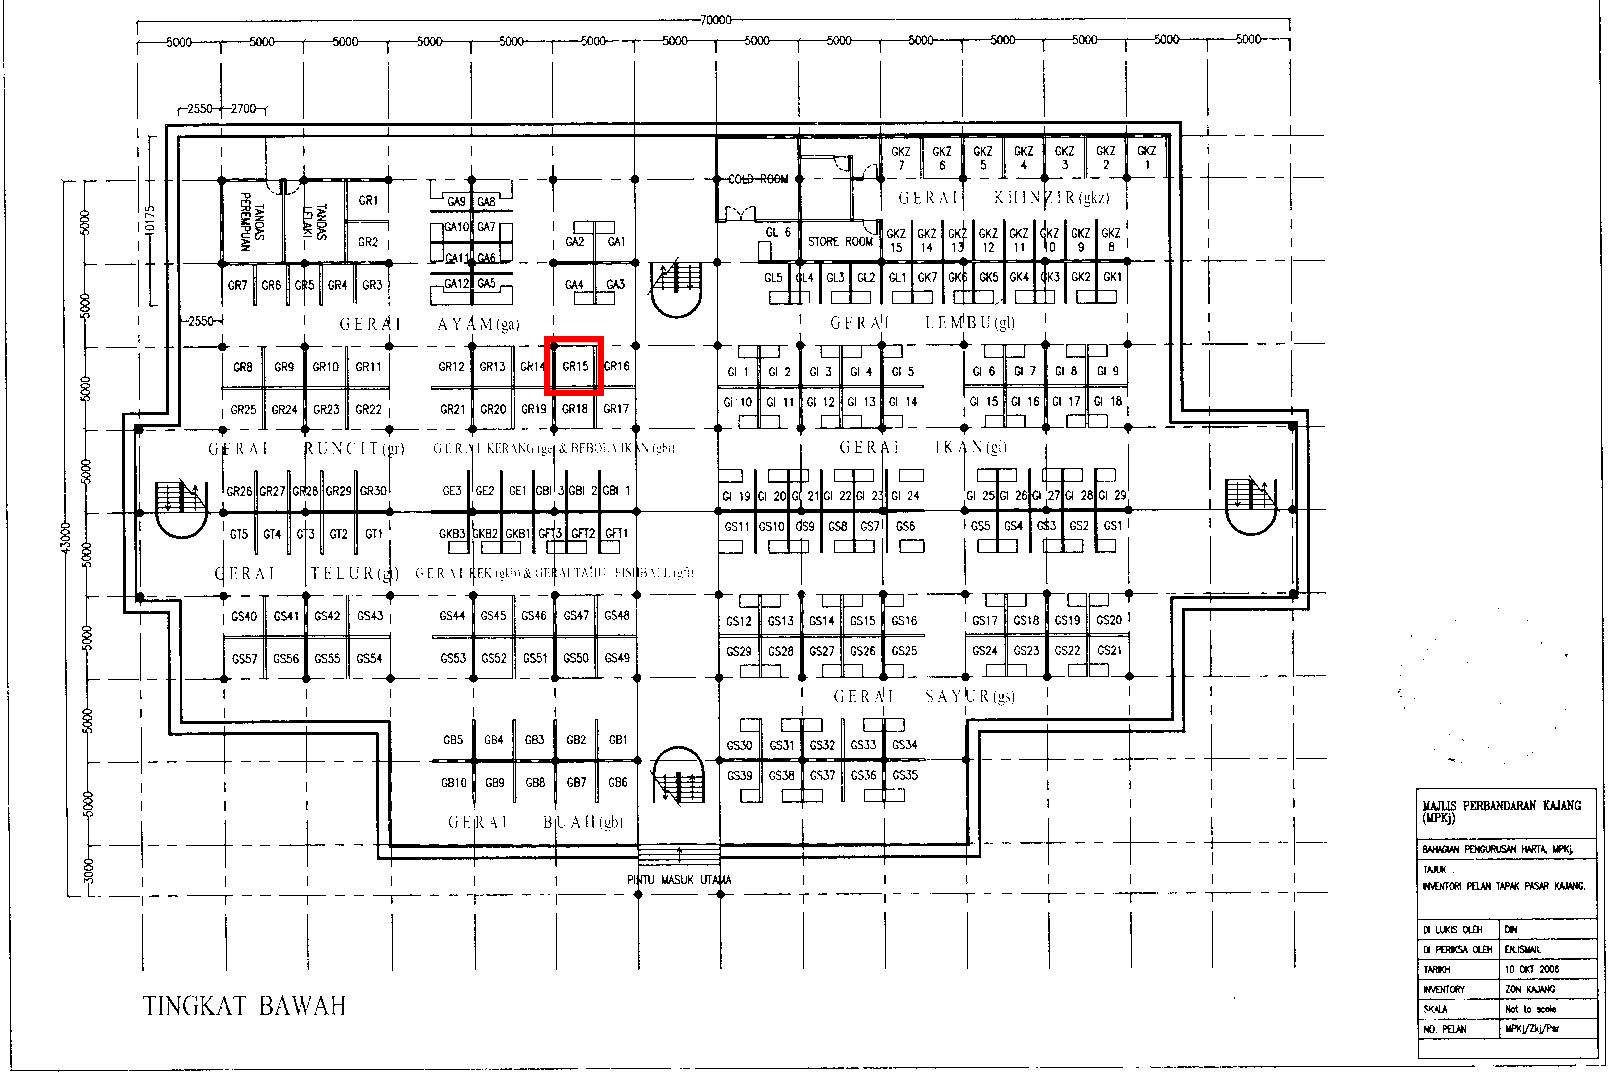 70000
5000 5000 5000 5000 5000 5000 5000 5000 5000 5000 5000 5000 5000 5000
2550 2700
GKZ 7 GKZ 6 GKZ 5 GKZ 4 GKZ 3 GKZ 2 GKZ 1
COLD ROOM
GERAI KHINZIR(gkz)
TANDAS PEREMPUAN
TANDAS LELAKI
GR1 GA9 GA8
10175
5000
GR2 GA10 GA7 GA2 GA1 GL 6 STORE ROOM
GKZ 15 GKZ 14 GKZ 13 GKZ 12 GKZ 11 GKZ 10 GKZ 9 GKZ 8
GA11 GA6
GR7 GR6 GR5 GR4 GR3 GA12 GA5 GA4 GA3 GL5 GL4 GL3 GL2 GL1 GK7 GK6 GK5 GK4 GK3 GK2 GK1
5000
2550
GERAI AYAM(ga) GERAI LEMBU(gl)
GR8 GR9 GR10 GR11 GR12 GR13 GR14 GR15 GR16 GI 1 GI 2 GI 3 GI 4 GI 5 GI 6 GI 7 GI 8 GI 9
5000
GR25 GR24 GR23 GR22 GR21 GR20 GR19 GR18 GR17 GI 10 GI 11 GI 12 GI 13 GI 14 GI 15 GI 16 GI 17 GI 18
GERAI RUNCIT(gr) GERAI KERANG(ge) & BEBOLA IKAN(gbi) GERAI IKAN(gi)
5000
GR26 GR27 GR28 GR29 GR30 GE3 GE2 GE1 GBI 3 GBI 2 GBI 1 GI 19 GI 20 GI 21 GI 22 GI 23 GI 24 GI 25 GI 26 GI 27 GI 28 GI 29
GT5 GT4 GT3 GT2 GT1 GKB3 GKB2 GKB1 GFT3 GFT2 GFT1 GS11 GS10 GS9 GS8 GS7 GS6 GS5 GS4 GS3 GS2 GS1
43000
5000
GERAI TELUR(gt) GERAI & GERAI
GS40 GS41 GS42 GS43 GS44 GS45 GS46 GS47 GS48 GS12 GS13 GS14 GS15 GS16 GS17 GS18 GS19 GS20
5000
GS57 GS56 GS55 GS54 GS53 GS52 GS51 GS50 GS49 GS29 GS28 GS27 GS26 GS25 GS24 GS23 GS22 GS21
GERAI SAYUR(gs)
5000
GB5 GB4 GB3 GB2 GB1 GS30 GS31 GS32 GS33 GS34
GB10 GB9 GB8 GB7 GB6 GS39 GS38 GS37 GS36 GS35
5000
GERAI BUAH(gb)
3000
PINTU MASUK UTAMA
TINGKAT BAWAH
MAJLIS PERBANDARAN KAJANG
(MPKj)
BAHAGIAN PENGURUSAN HARTA, MPKj.
TAJUK .
INVENTORI PELAN TAPAK PASAR KAJANG.
DI LUKIS OLEH DIN
DI PERIKSA OLEH EN.ISMAIL
TARIKH 10 OKT 2006
INVENTORY ZON KAJANG
SKALA Not to scale
NO. PELAN MPKj/Zkj/Psr